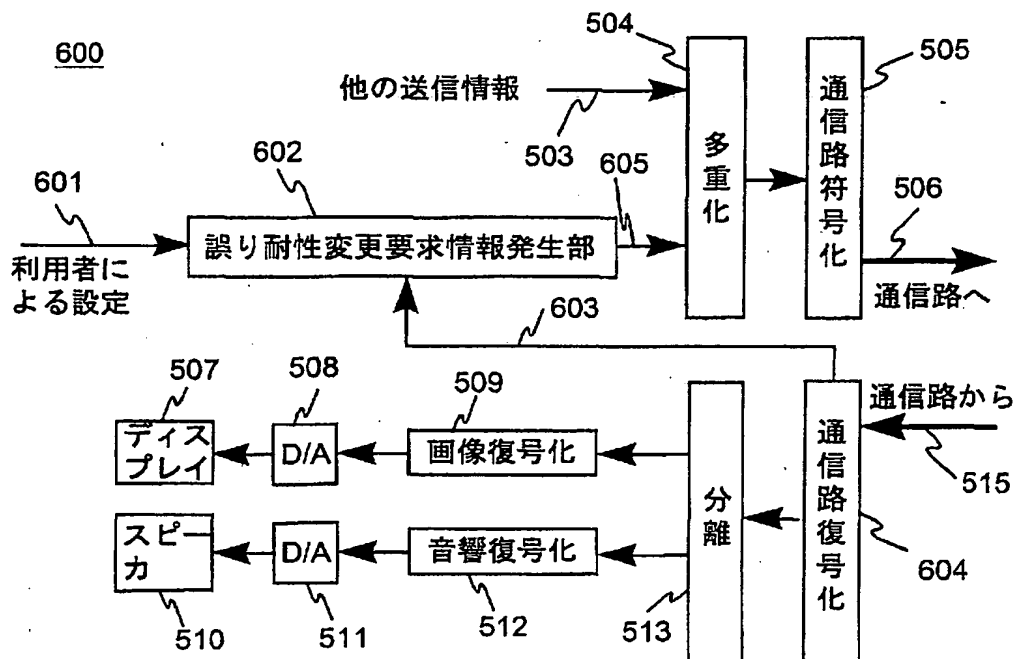 600
504
505
他の送信情報
503
多重化
通信路符号化
602
605
601
誤り耐性変更要求情報発生部
506
利用者に
よる設定
通信路へ
603
507
508
509
通信路から
ディス
プレイ
D/A
画像復号化
分離
通信路復号化
515
スピー
カ
D/A
音響復号化
604
510
511
512
513